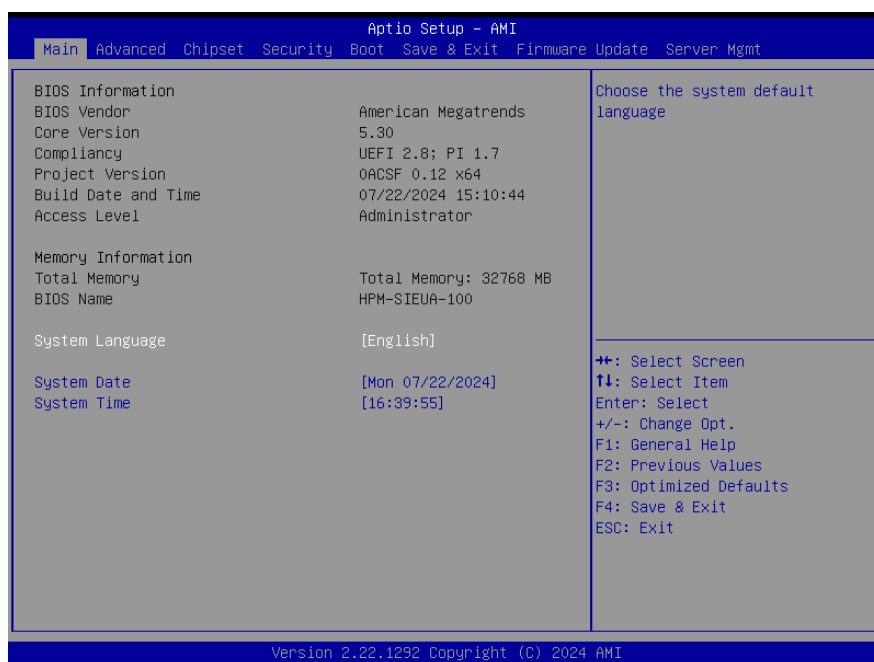 Aptio Setup – AMI
Main Advanced Chipset Security Boot Save & Exit Firmware Update Server Mgmt
BIOS Information
BIOS Vendor American Megatrends
Core Version 5.30
Compliancy UEFI 2.8; PI 1.7
Project Version 0ACSF 0.12 x64
Build Date and Time 07/22/2024 15:10:44
Access Level Administrator
Memory Information
Total Memory Total Memory: 32768 MB
BIOS Name HPM-SIEUA-100
System Language [English]
System Date [Mon 07/22/2024]
System Time [16:39:55]
Choose the system default
language
→←: Select Screen
↑↓: Select Item
Enter: Select
+/-: Change Opt.
F1: General Help
F2: Previous Values
F3: Optimized Defaults
F4: Save & Exit
ESC: Exit
Version 2.22.1292 Copyright (C) 2024 AMI